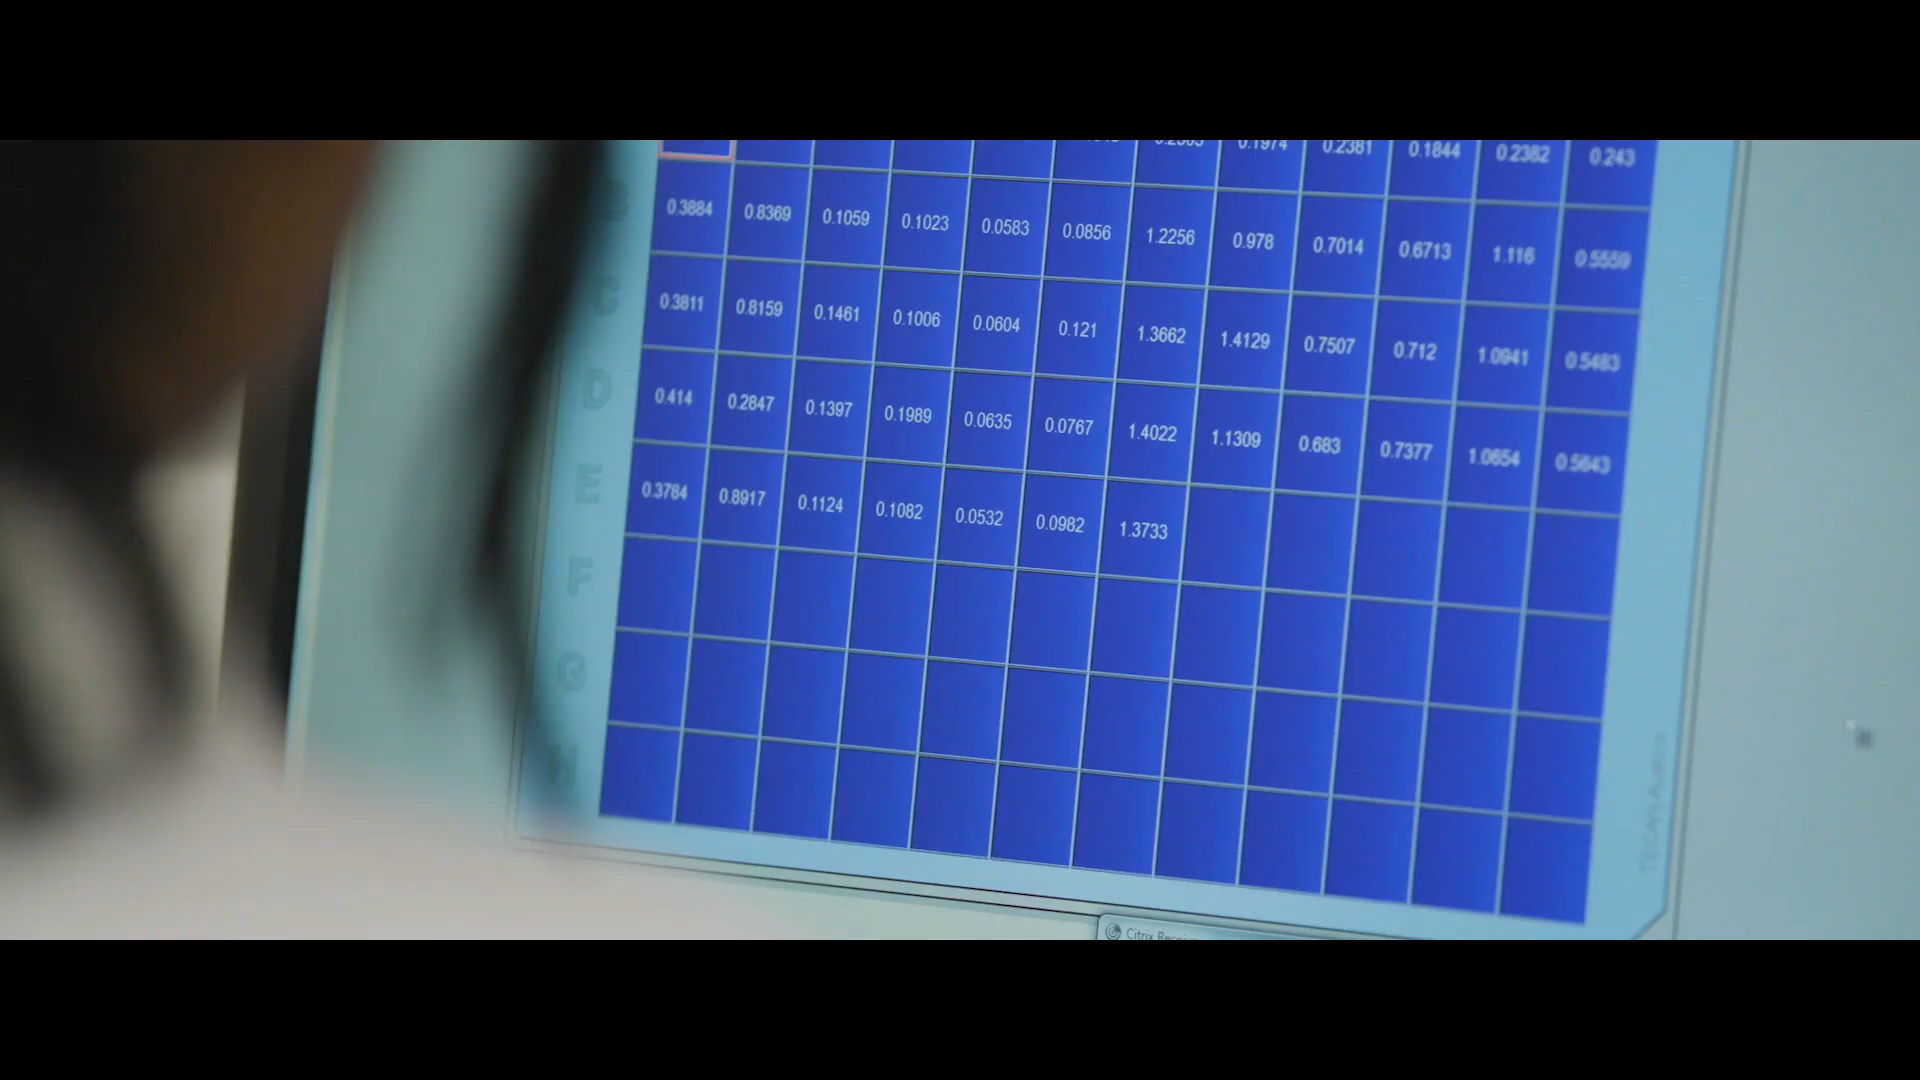 0.1974 0.2381 0.1844 0.2382 0.243
B 0.3884 0.8369 0.1059 0.1023 0.0583 0.0856 1.2256 0.978 0.7014 0.6713 1.116 0.5559
C 0.3811 0.8159 0.1461 0.1006 0.0604 0.121 1.3662 1.4129 0.7507 0.712 1.0941 0.5483
D 0.414 0.2847 0.1397 0.1989 0.0635 0.0767 1.4022 1.1309 0.683 0.7377 1.0654 0.5643
E 0.3784 0.8917 0.1124 0.1082 0.0532 0.0982 1.3733
F
G
H
Citrix